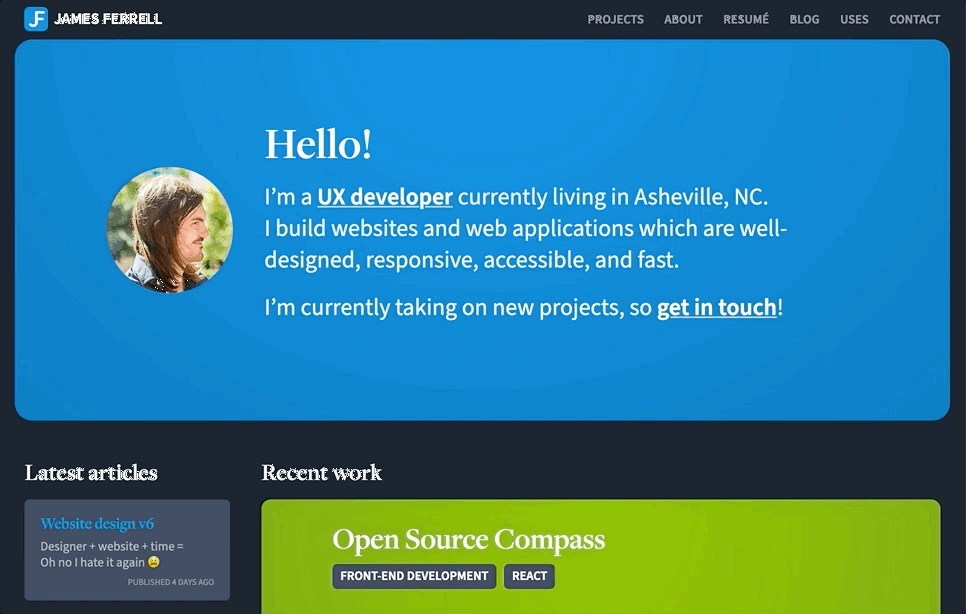 JF JAMES FERRELL
PROJECTS ABOUT RESUMÉ BLOG USES CONTACT
Hello!
I’m a UX developer currently living in Asheville, NC.
I build websites and web applications which are well-
designed, responsive, accessible, and fast.
I’m currently taking on new projects, so get in touch!
Latest articles
Website design v6
Designer + website + time =
Oh no I hate it again 😩
PUBLISHED 4 DAYS AGO
Recent work
Open Source Compass
FRONT-END DEVELOPMENT REACT